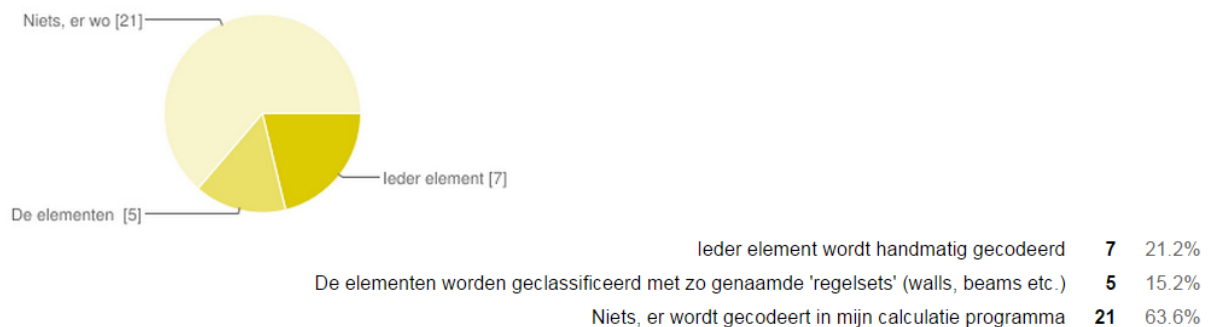 Niets, er wo [21]
Ieder element [7]
De elementen [5]
Ieder element wordt handmatig gecodeerd 7 21.2%
De elementen worden geclassificeerd met zo genaamde 'regelsets' (walls, beams etc.) 5 15.2%
Niets, er wordt gecodeert in mijn calculatie programma 21 63.6%